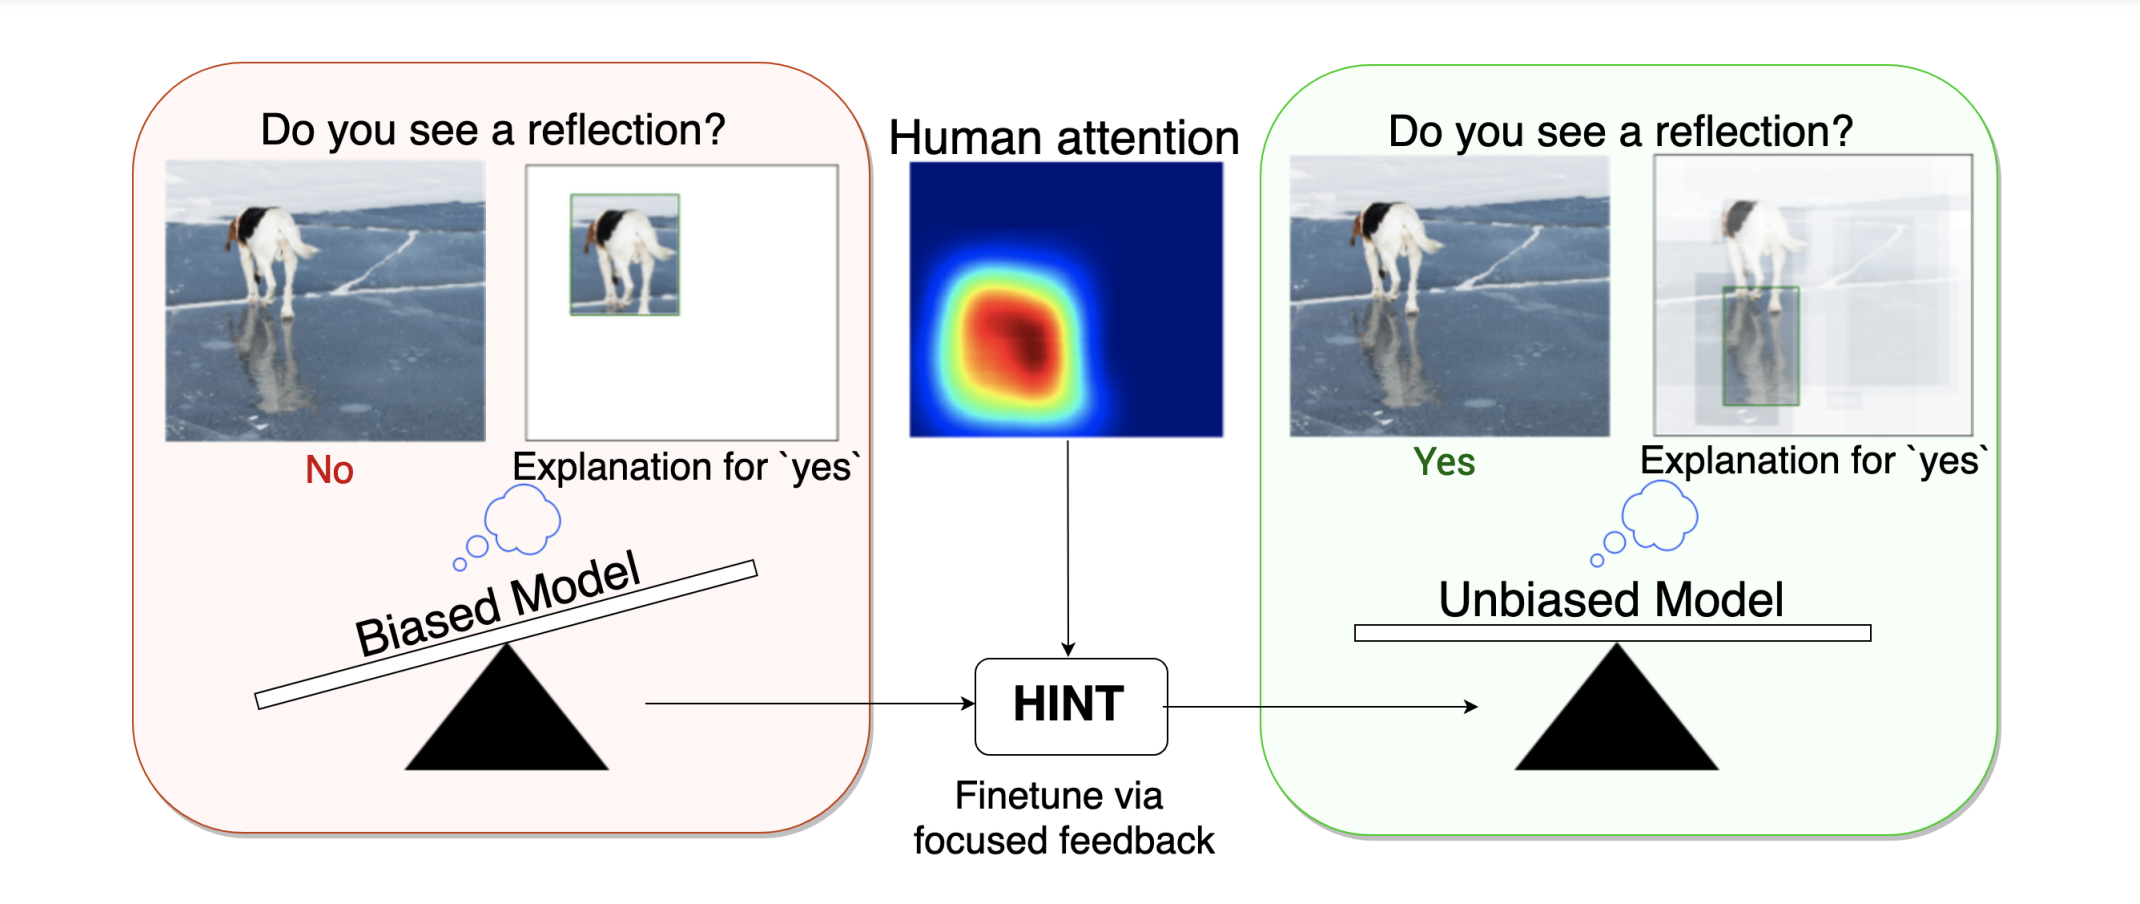 Do you see a reflection?
No
Explanation for `yes`
Biased Model
Human attention
HINT
Finetune via
focused feedback
Do you see a reflection?
Yes
Explanation for `yes`
Unbiased Model